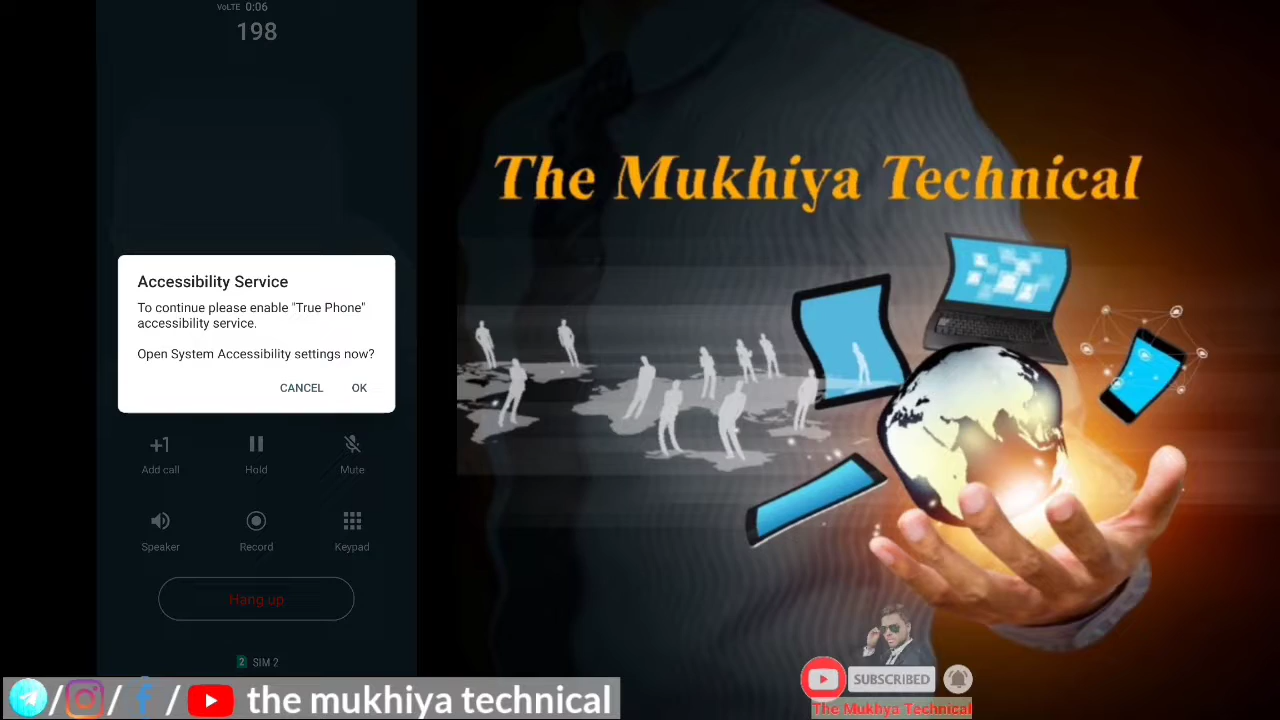 VoLTE 0:06
198
The Mukhiya Technical
Accessibility Service
To continue please enable "True Phone"
accessibility service.
Open System Accessibility settings now?
CANCEL OK
+1
Add call Hold Mute
Speaker Record Keypad
Hang up
2 SIM 2
/ / f / the mukhiya technical
SUBSCRIBED
The Mukhya Technical